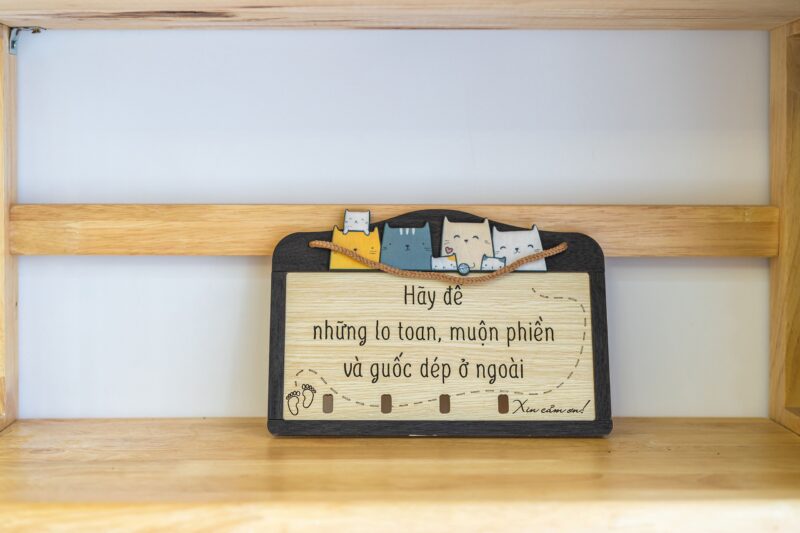 Hãy để
những lo toan, muộn phiền
và guốc dép ở ngoài
Xin cảm ơn!